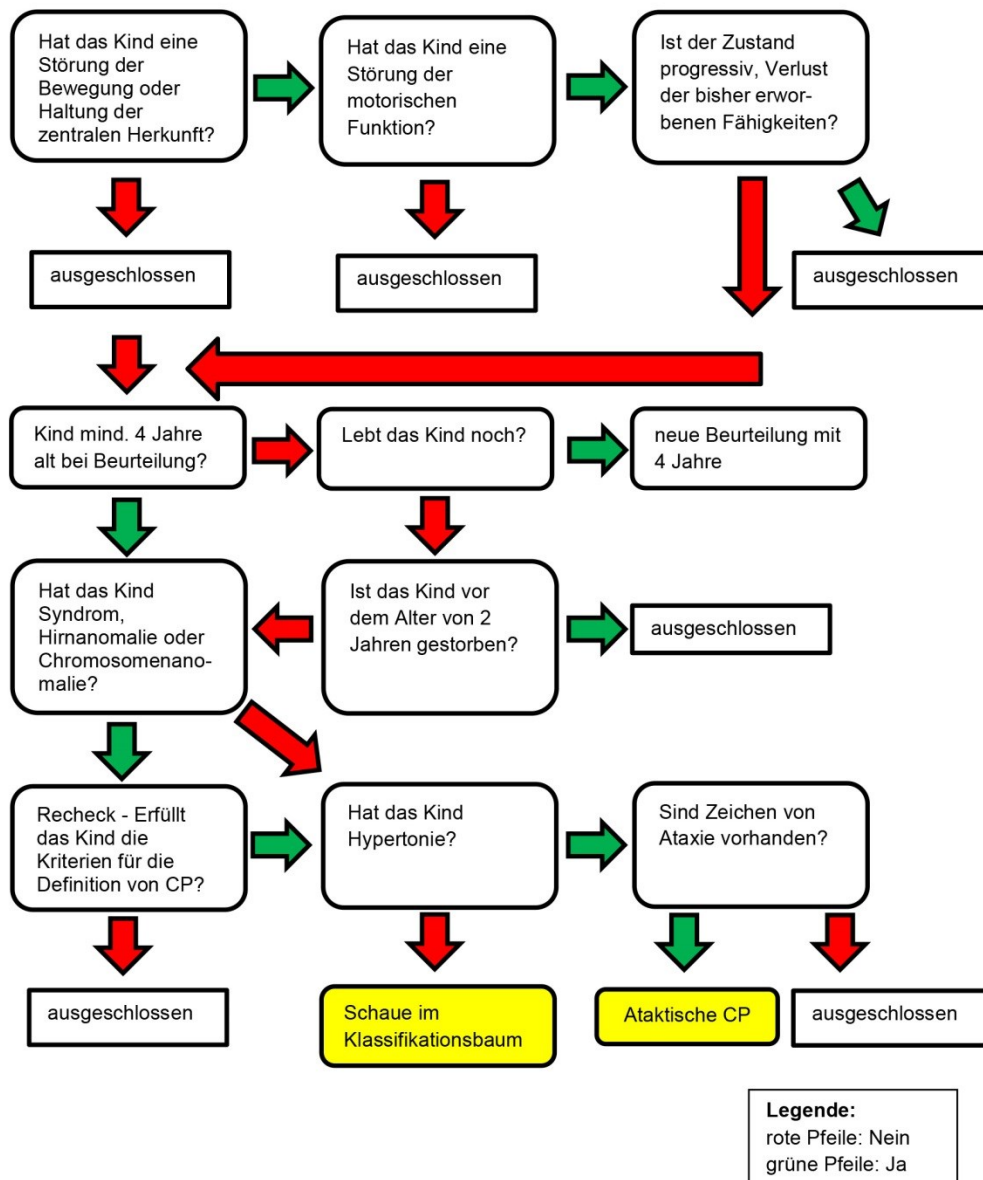 Hat das Kind eine
Störung der
Bewegung oder
Haltung der
zentralen Herkunft?
Hat das Kind eine
Störung der
motorischen
Funktion?
Ist der Zustand
progressiv, Verlust
der bisher erwor-
benen Fähigkeiten?
ausgeschlossen
ausgeschlossen
ausgeschlossen
Kind mind. 4 Jahre
alt bei Beurteilung?
Lebt das Kind noch?
neue Beurteilung mit
4 Jahre
Hat das Kind
Syndrom,
Hirnanomalie oder
Chromosomenano-
malie?
Ist das Kind vor
dem Alter von 2
Jahren gestorben?
ausgeschlossen
Recheck - Erfüllt
das Kind die
Kriterien für die
Definition von CP?
Hat das Kind
Hypertonie?
Sind Zeichen von
Ataxie vorhanden?
ausgeschlossen
Schaue im
Klassifikationsbaum
Ataktische CP
ausgeschlossen
Legende:
rote Pfeile: Nein
grüne Pfeile: Ja